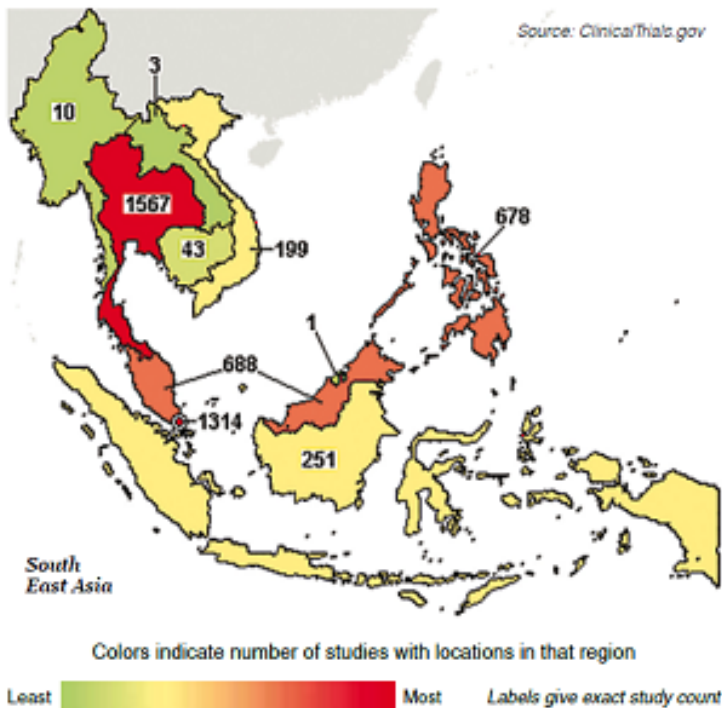 Source: ClinicalTrials.gov
3
10
1567
678
43
199
1
688
1314
251
South
East Asia
Colors indicate number of studies with locations in that region
Least Most Labels give exact study count